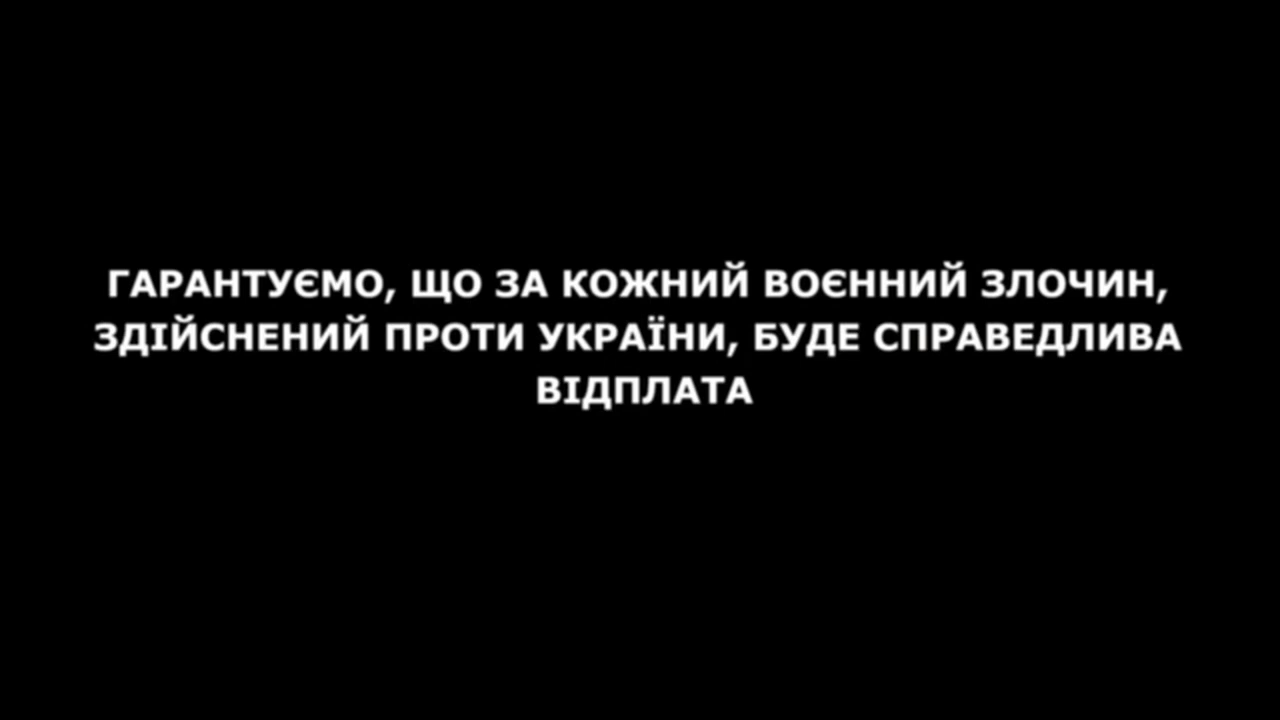 ГАРАНТУЄМО, ЩО ЗА КОЖНИЙ ВОЄННИЙ ЗЛОЧИН,
ЗДІЙСНЕНИЙ ПРОТИ УКРАЇНИ, БУДЕ СПРАВЕДЛИВА
ВІДПЛАТА